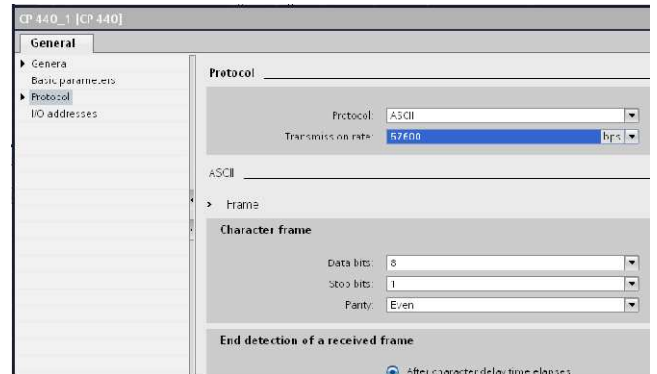 CP 440_1 [CP 440]
General
Genera
Basic parameters
Protocol
I/O addresses
Protocol
Protocol: ASCII
Transmission rate: 57600 bps
ASCII
Frame
Character frame
Data bits: 8
Stop bits: 1
Parity: Even
End detection of a received frame
After character delay time elapses